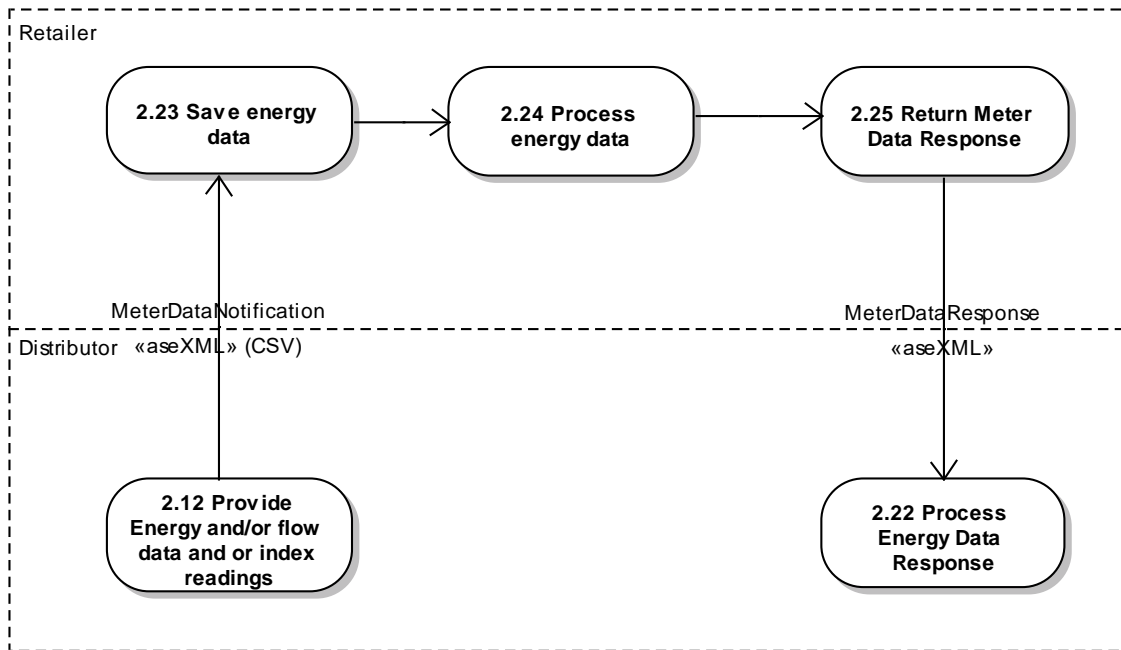 Retailer
2.23 Save energy
data
2.24 Process
energy data
2.25 Return Meter
Data Response
MeterDataNotification
MeterDataResponse
Distributor
«aseXML» (CSV)
«aseXML»
2.12 Provide
Energy and/or flow
data and or index
readings
2.22 Process
Energy Data
Response